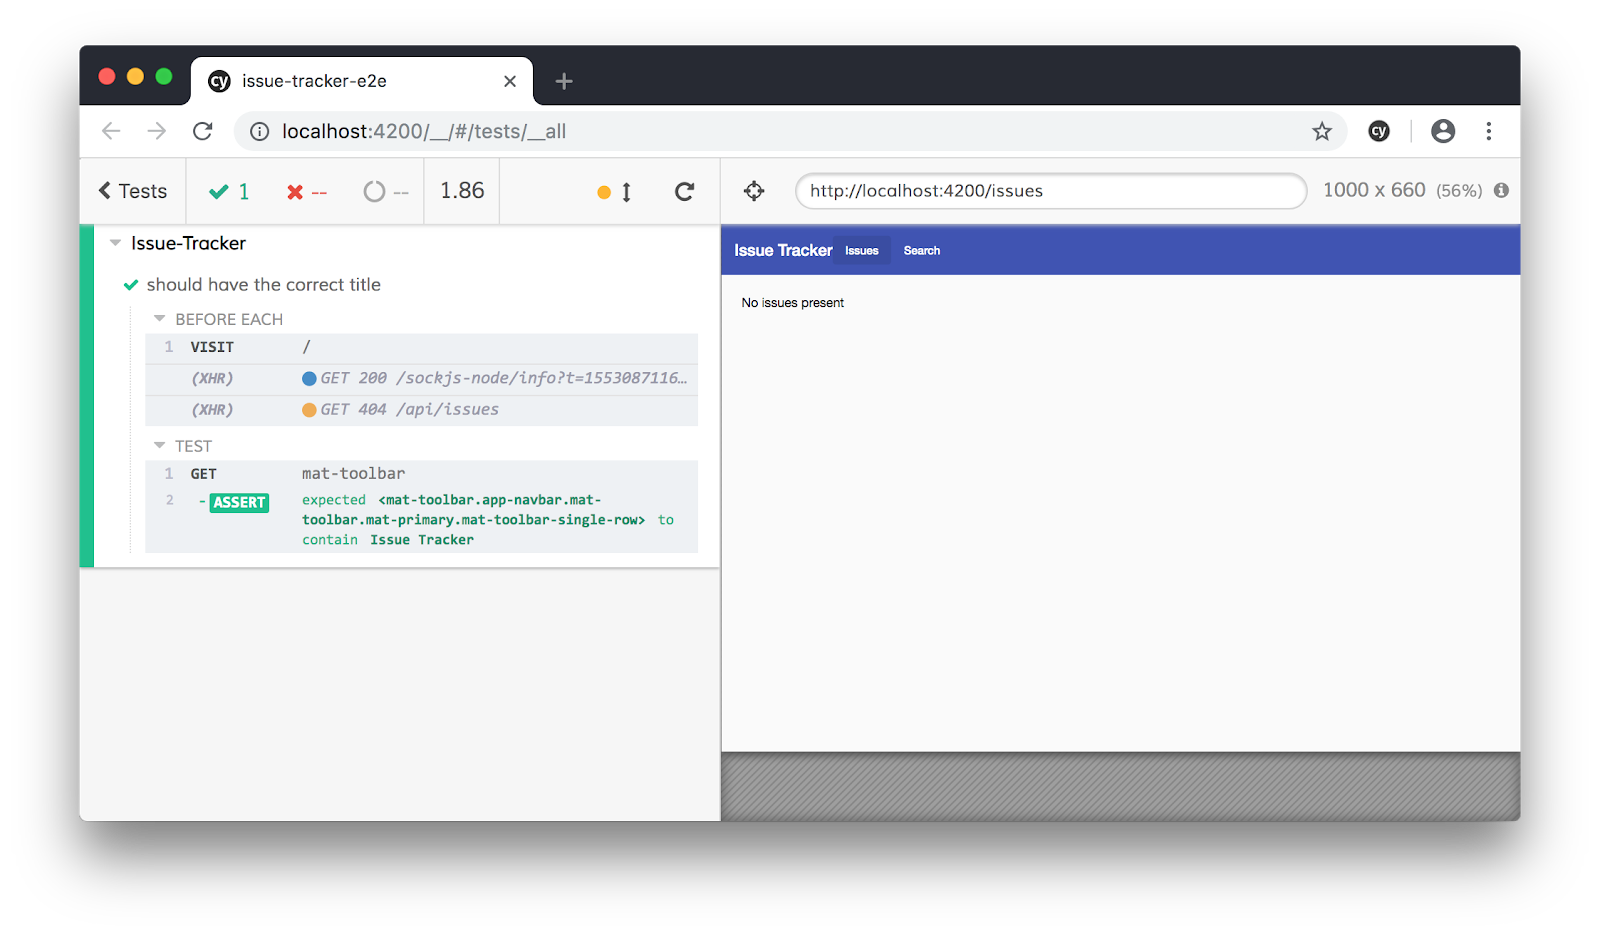 cy issue-tracker-e2e
localhost:4200/__/#/tests/__all
cy
Tests 1 -- -- 1.86
http://localhost:4200/issues 1000 x 660 (56%)
Issue-Tracker
should have the correct title
BEFORE EACH
1 VISIT /
(XHR) GET 200 /sockjs-node/info?t=1553087116…
(XHR) GET 404 /api/issues
TEST
1 GET mat-toolbar
2 - ASSERT expected <mat-toolbar.app-navbar.mat-
toolbar.mat-primary.mat-toolbar-single-row> to
contain Issue Tracker
Issue Tracker Issues Search
No issues present